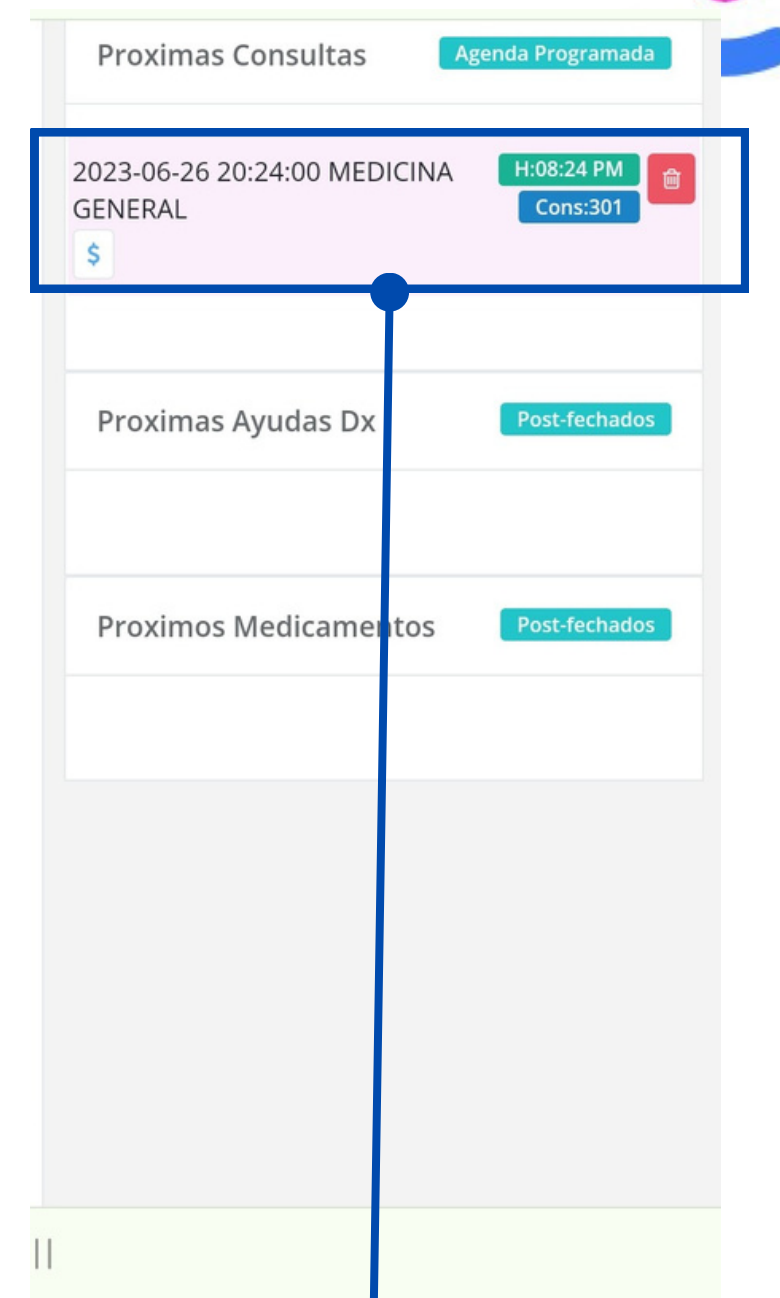 Proximas Consultas Agenda Programada
2023-06-26 20:24:00 MEDICINA H:08:24 PM
GENERAL Cons:301
$
Proximas Ayudas Dx Post-fechados
Proximos Medicamentos Post-fechados